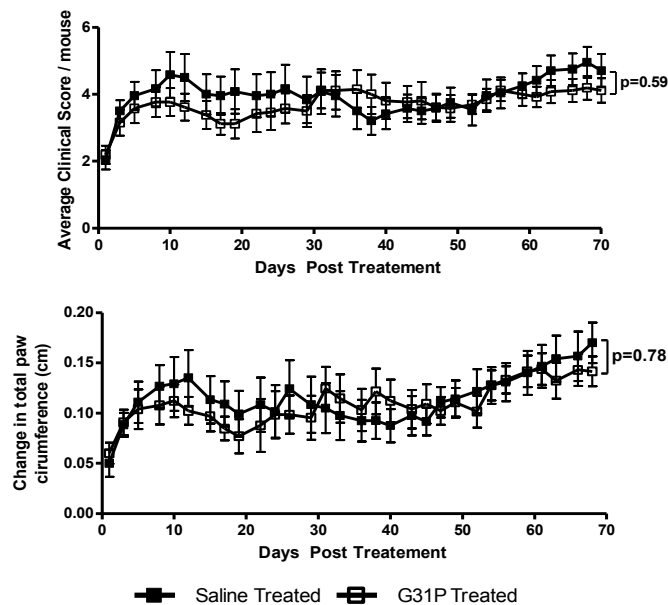 6
4
2
0
Average Clinical Score / mouse
p=0.59
0 10 20 30 40 50 60 70
Days Post Treatement
0.20
0.15
0.10
0.05
0.00
Change in total paw
cirumference (cm)
p=0.78
0 10 20 30 40 50 60 70
Days Post Treatement
Saline Treated G31P Treated